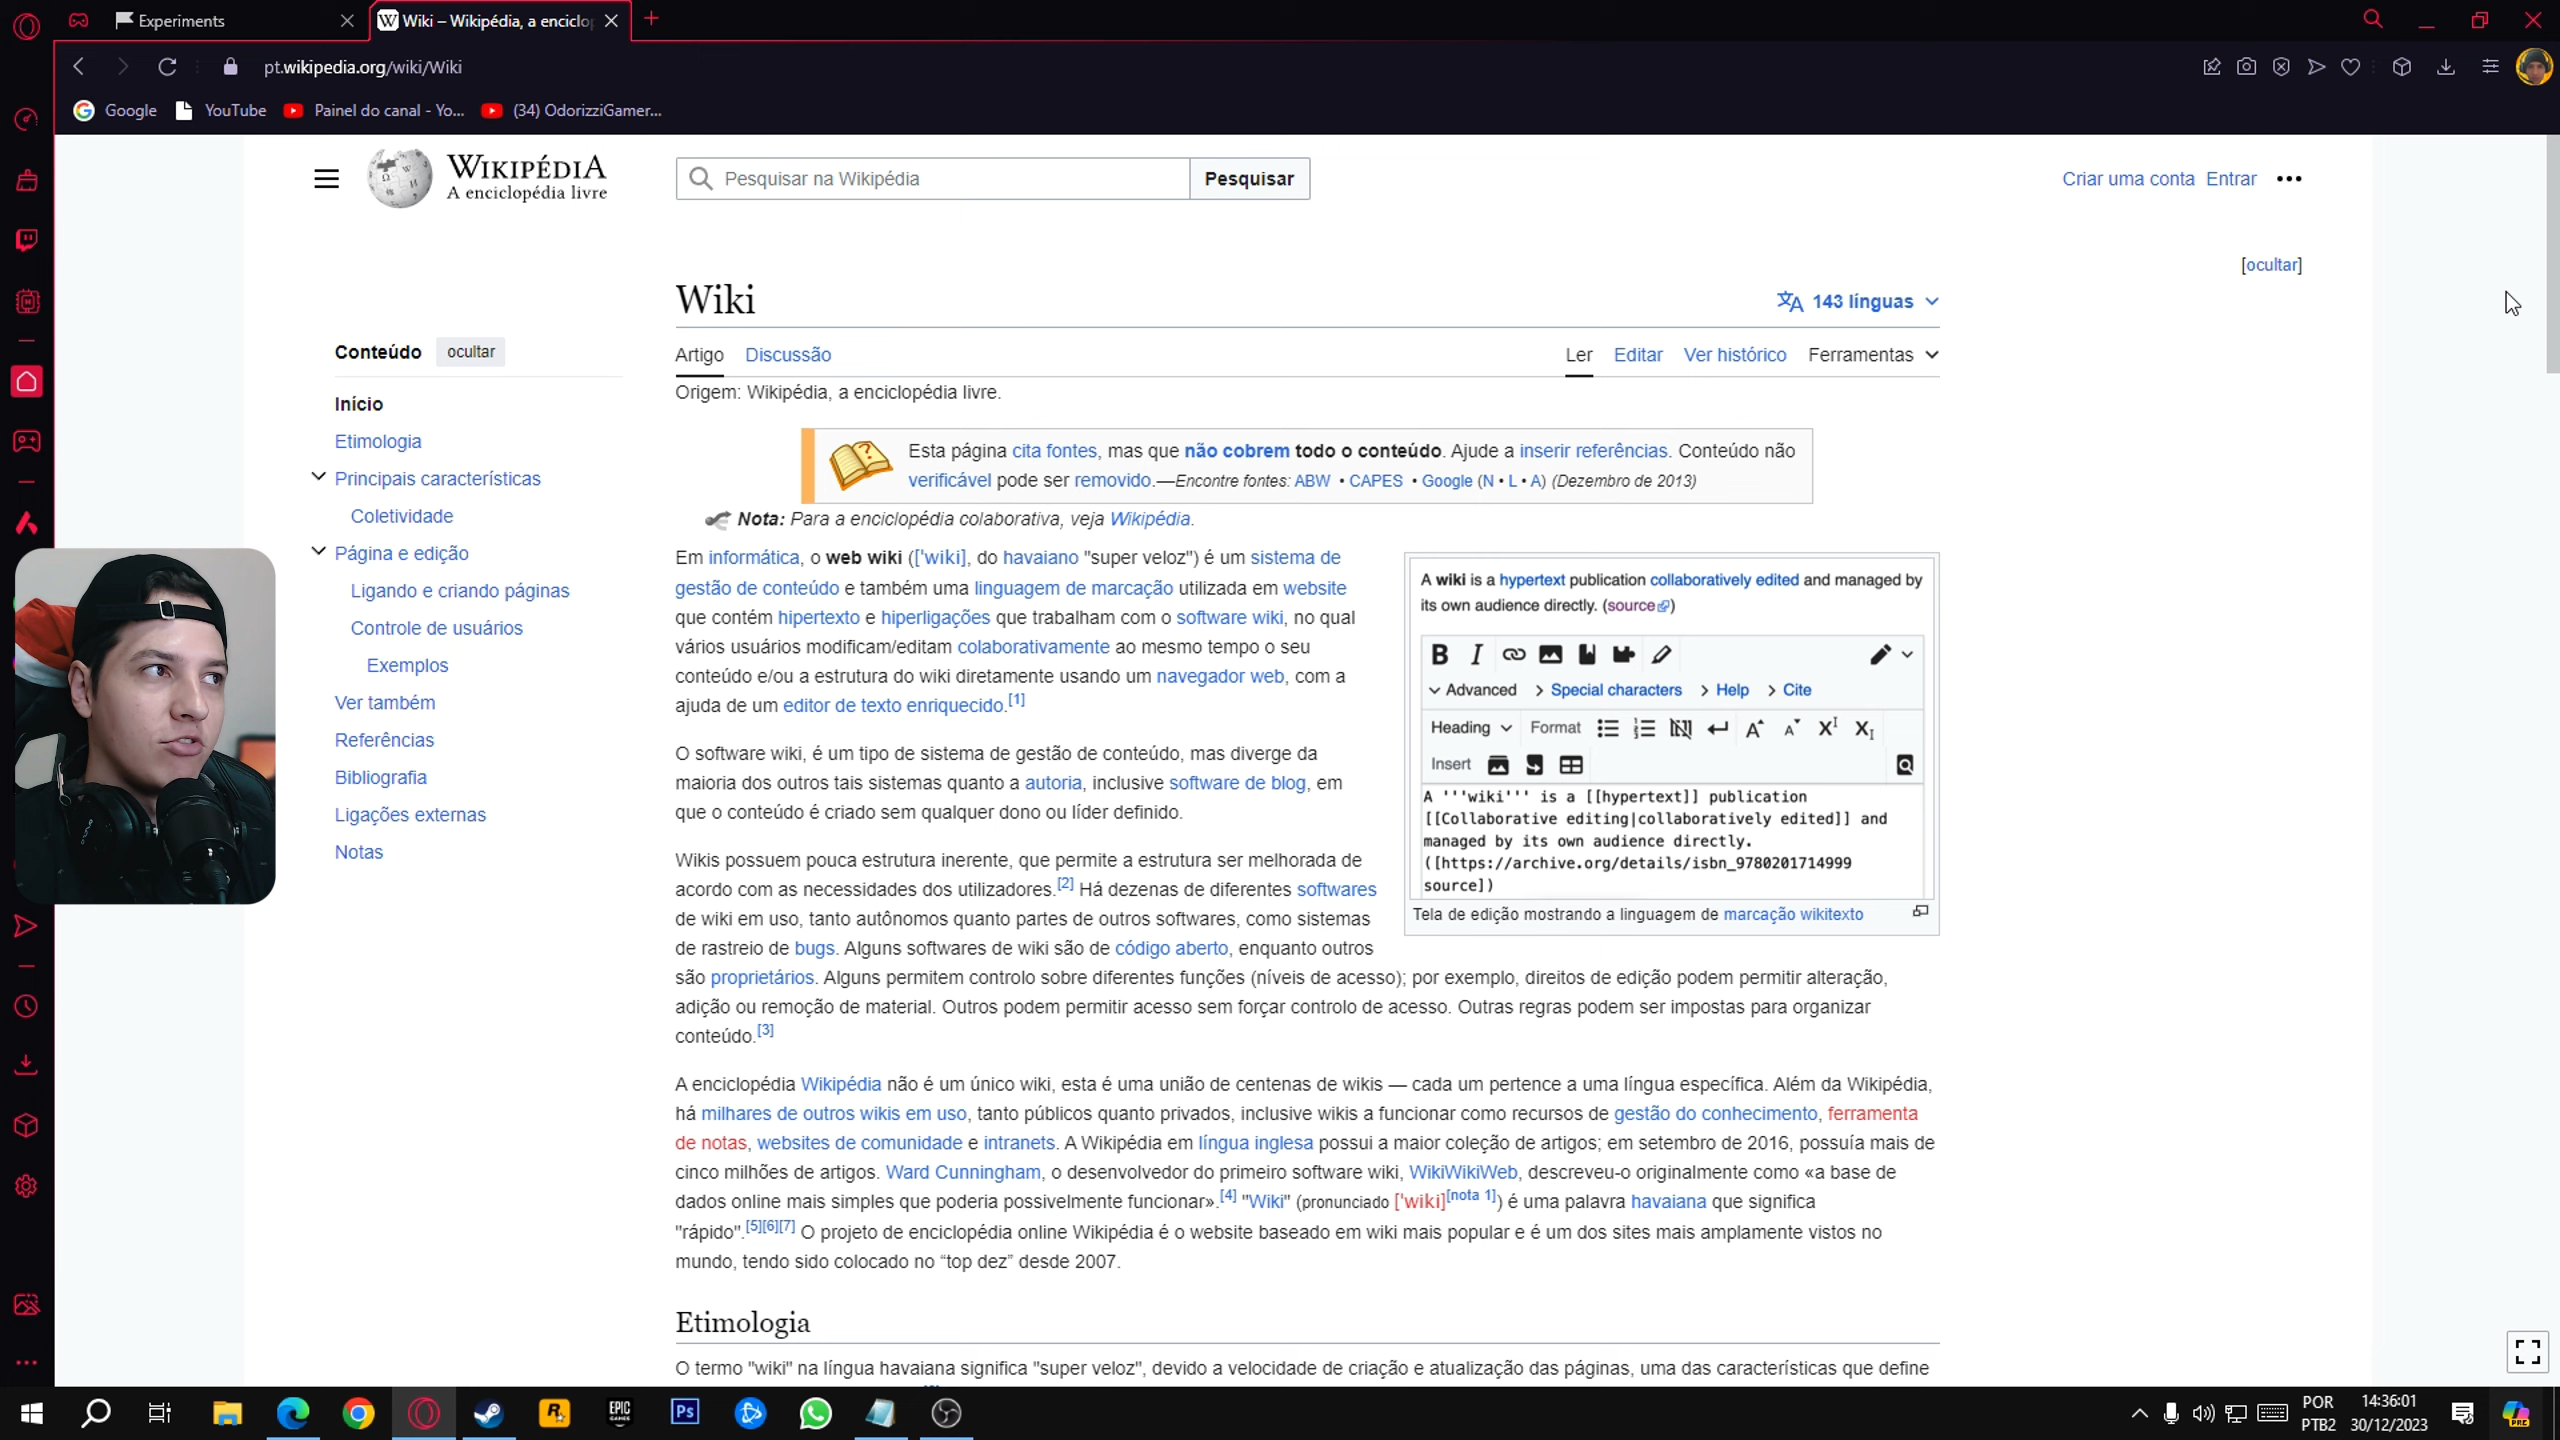 Experiments
Wiki – Wikipédia, a enciclo
pt.wikipedia.org/wiki/Wiki
Google
YouTube
Painel do canal - Yo...
(34) OdorizziGamer...
WIKIPÉDIA
A enciclopédia livre
Pesquisar na Wikipédia
Pesquisar
Criar uma conta Entrar
[ocultar]
Wiki
143 línguas
Conteúdo ocultar
Início
Etimologia
Principais características
Coletividade
Página e edição
Ligando e criando páginas
Controle de usuários
Exemplos
Ver também
Referências
Bibliografia
Ligações externas
Notas
Artigo Discussão
Ler Editar Ver histórico Ferramentas
Origem: Wikipédia, a enciclopédia livre.
Esta página cita fontes, mas que não cobrem todo o conteúdo. Ajude a inserir referências. Conteúdo não
verificável pode ser removido.—Encontre fontes: ABW • CAPES • Google (N • L • A) (Dezembro de 2013)
Nota: Para a enciclopédia colaborativa, veja Wikipédia.
Em informática, o web wiki (['wiki], do havaiano "super veloz") é um sistema de
gestão de conteúdo e também uma linguagem de marcação utilizada em website
que contém hipertexto e hiperligações que trabalham com o software wiki, no qual
vários usuários modificam/editam colaborativamente ao mesmo tempo o seu
conteúdo e/ou a estrutura do wiki diretamente usando um navegador web, com a
ajuda de um editor de texto enriquecido.[1]
O software wiki, é um tipo de sistema de gestão de conteúdo, mas diverge da
maioria dos outros tais sistemas quanto a autoria, inclusive software de blog, em
que o conteúdo é criado sem qualquer dono ou líder definido.
Wikis possuem pouca estrutura inerente, que permite a estrutura ser melhorada de
acordo com as necessidades dos utilizadores.[2] Há dezenas de diferentes softwares
de wiki em uso, tanto autônomos quanto partes de outros softwares, como sistemas
de rastreio de bugs. Alguns softwares de wiki são de código aberto, enquanto outros
são proprietários. Alguns permitem controlo sobre diferentes funções (níveis de acesso); por exemplo, direitos de edição podem permitir alteração,
adição ou remoção de material. Outros podem permitir acesso sem forçar controlo de acesso. Outras regras podem ser impostas para organizar
conteúdo.[3]
A wiki is a hypertext publication collaboratively edited and managed by
its own audience directly. (source)
B I
Advanced Special characters Help Cite
Heading Format
Insert
A '''wiki''' is a [[hypertext]] publication
[[Collaborative editing|collaboratively edited]] and
managed by its own audience directly.
([https://archive.org/details/isbn_9780201714999
source])
Tela de edição mostrando a linguagem de marcação wikitexto
A enciclopédia Wikipédia não é um único wiki, esta é uma união de centenas de wikis — cada um pertence a uma língua específica. Além da Wikipédia,
há milhares de outros wikis em uso, tanto públicos quanto privados, inclusive wikis a funcionar como recursos de gestão do conhecimento, ferramenta
de notas, websites de comunidade e intranets. A Wikipédia em língua inglesa possui a maior coleção de artigos; em setembro de 2016, possuía mais de
cinco milhões de artigos. Ward Cunningham, o desenvolvedor do primeiro software wiki, WikiWikiWeb, descreveu-o originalmente como «a base de
dados online mais simples que poderia possivelmente funcionar».[4] "Wiki" (pronunciado ['wiki][nota 1]) é uma palavra havaiana que significa
"rápido".[5][6][7] O projeto de enciclopédia online Wikipédia é o website baseado em wiki mais popular e é um dos sites mais amplamente vistos no
mundo, tendo sido colocado no “top dez” desde 2007.
Etimologia
O termo "wiki" na língua havaiana significa "super veloz", devido a velocidade de criação e atualização das páginas, uma das características que define
EPIC
GAMES
Ps
POR
PTB2
14:36:01
30/12/2023
PRE